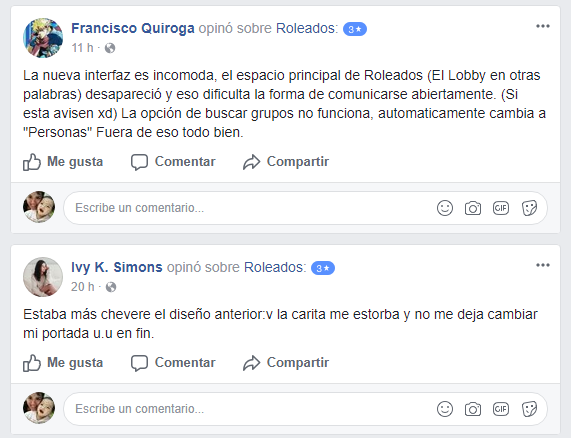 Francisco Quiroga opinó sobre Roleados: 3★
11 h ·
La nueva interfaz es incomoda, el espacio principal de Roleados (El Lobby en otras
palabras) desapareció y eso dificulta la forma de comunicarse abiertamente. (Si
esta avisen xd) La opción de buscar grupos no funciona, automaticamente cambia a
"Personas" Fuera de eso todo bien.
Me gusta Comentar Compartir
Escribe un comentario... GIF
Ivy K. Simons opinó sobre Roleados: 3★
20 h ·
Estaba más chevere el diseño anterior:v la carita me estorba y no me deja cambiar
mi portada u.u en fin.
Me gusta Comentar Compartir
Escribe un comentario... GIF